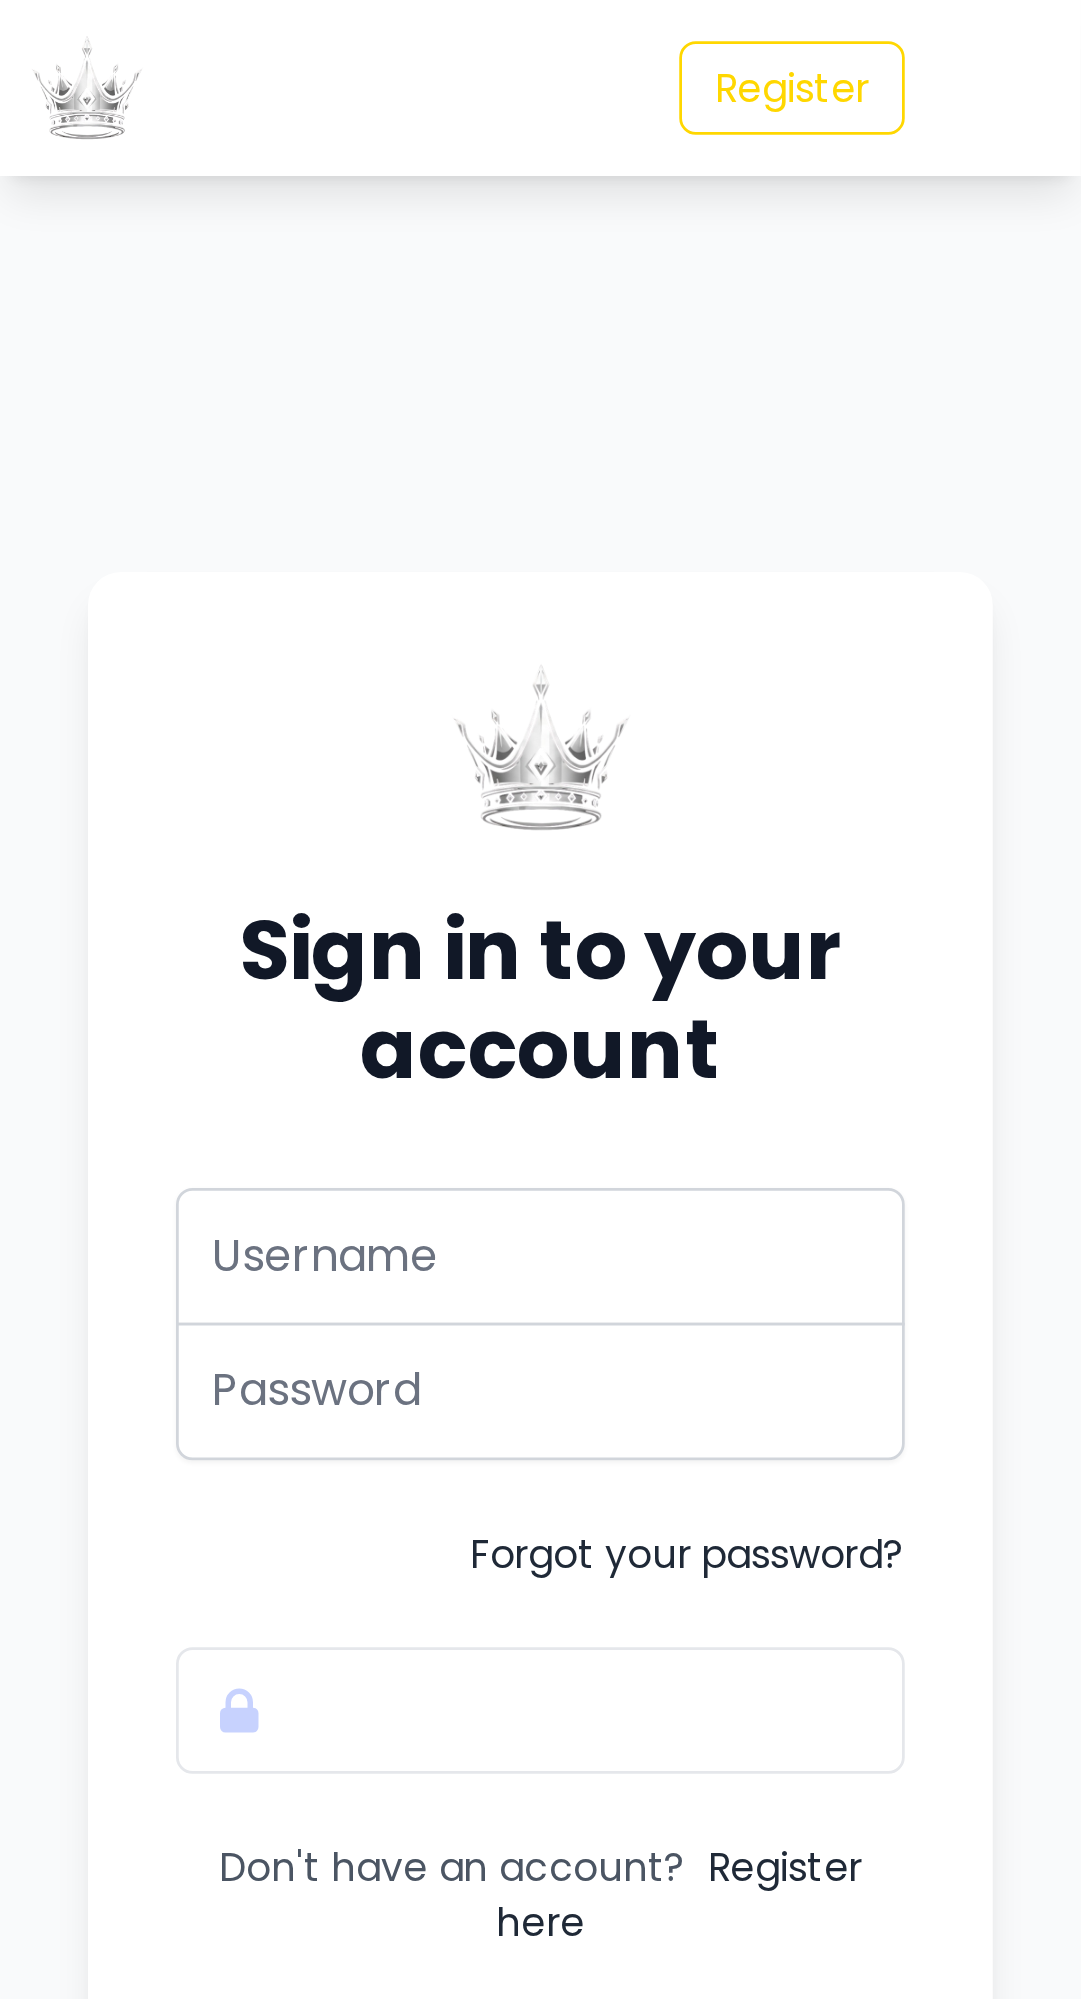 Register
Sign in to your
account
Username
Password
Forgot your password?
Don't have an account? Register
here